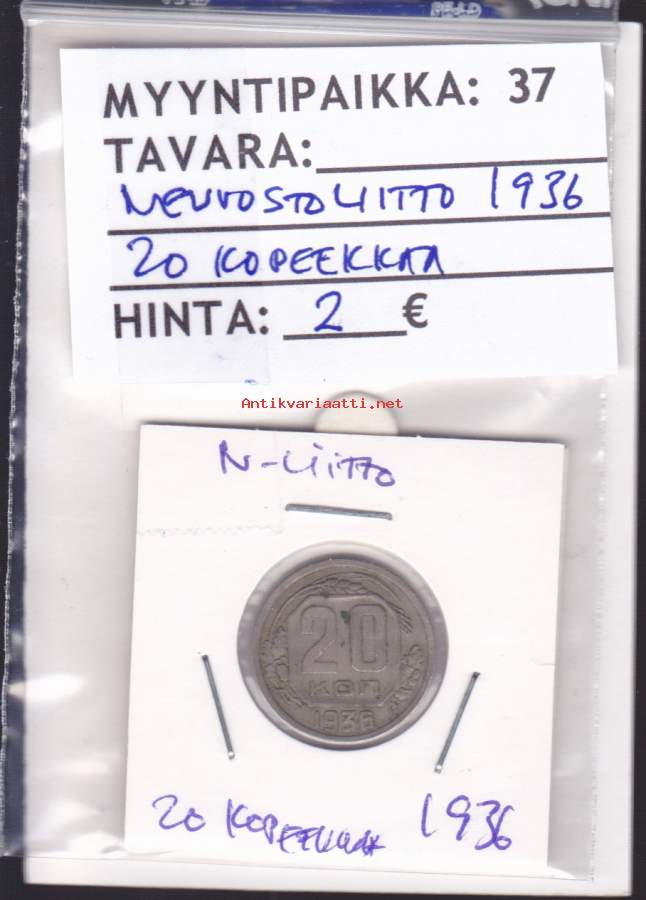 MYYNTIPAIKKA: 37
TAVARA:
NEUVOSTOLIITTO 1936
20 KOPEEKKAA
HINTA: 2 €
Antikvariaatti.net
N-LiiTTO
20
КОП
1936
20 KOPEEKKAA 1936